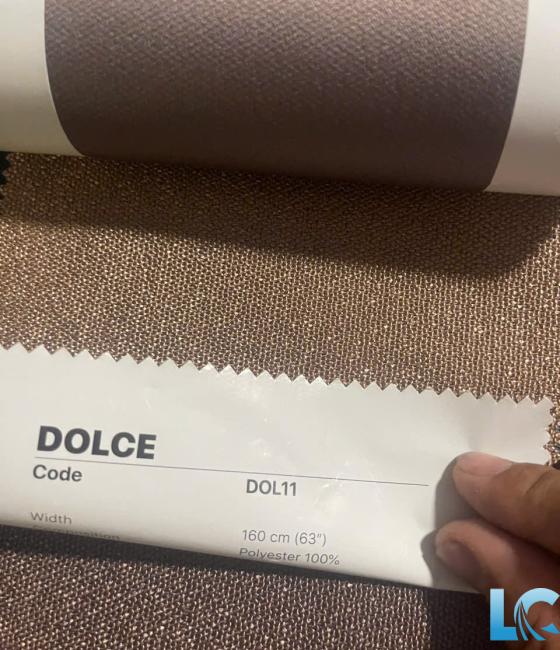 DOLCE
Code DOL11
Width 160 cm (63")
Polyester 100%
LC